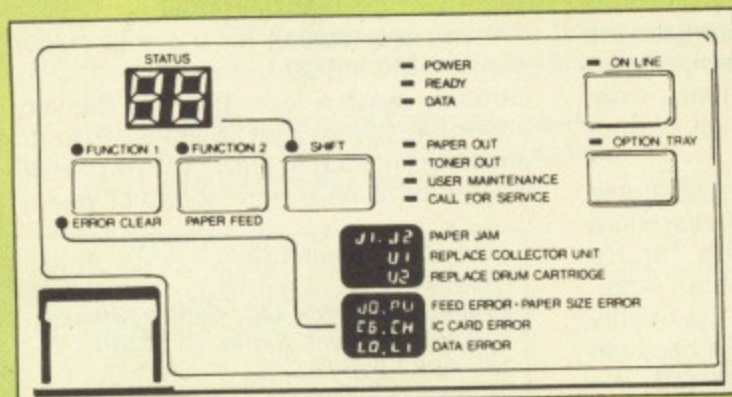 STATUS
88
FUNCTION 1
FUNCTION 2
SHIFT
ERROR CLEAR
PAPER FEED
POWER
READY
DATA
PAPER OUT
TONER OUT
USER MAINTENANCE
CALL FOR SERVICE
ON LINE
OPTION TRAY
J1.J2 PAPER JAM
U1 REPLACE COLLECTOR UNIT
U2 REPLACE DRUM CARTRIDGE
J0.PU FEED ERROR • PAPER SIZE ERROR
C6.CH IC CARD ERROR
L0.L1 DATA ERROR